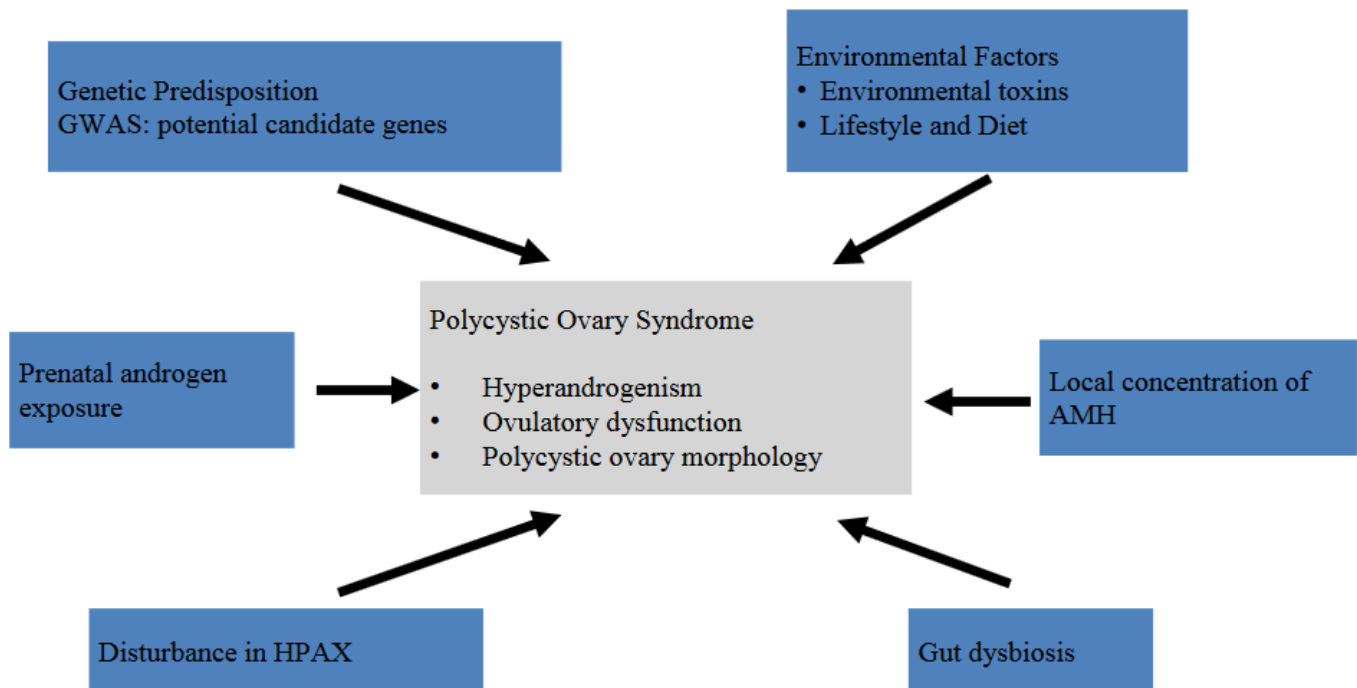 Genetic Predisposition
GWAS: potential candidate genes
Environmental Factors
• Environmental toxins
• Lifestyle and Diet
Polycystic Ovary Syndrome
• Hyperandrogenism
• Ovulatory dysfunction
• Polycystic ovary morphology
Prenatal androgen
exposure
Local concentration of
AMH
Disturbance in HPAX
Gut dysbiosis